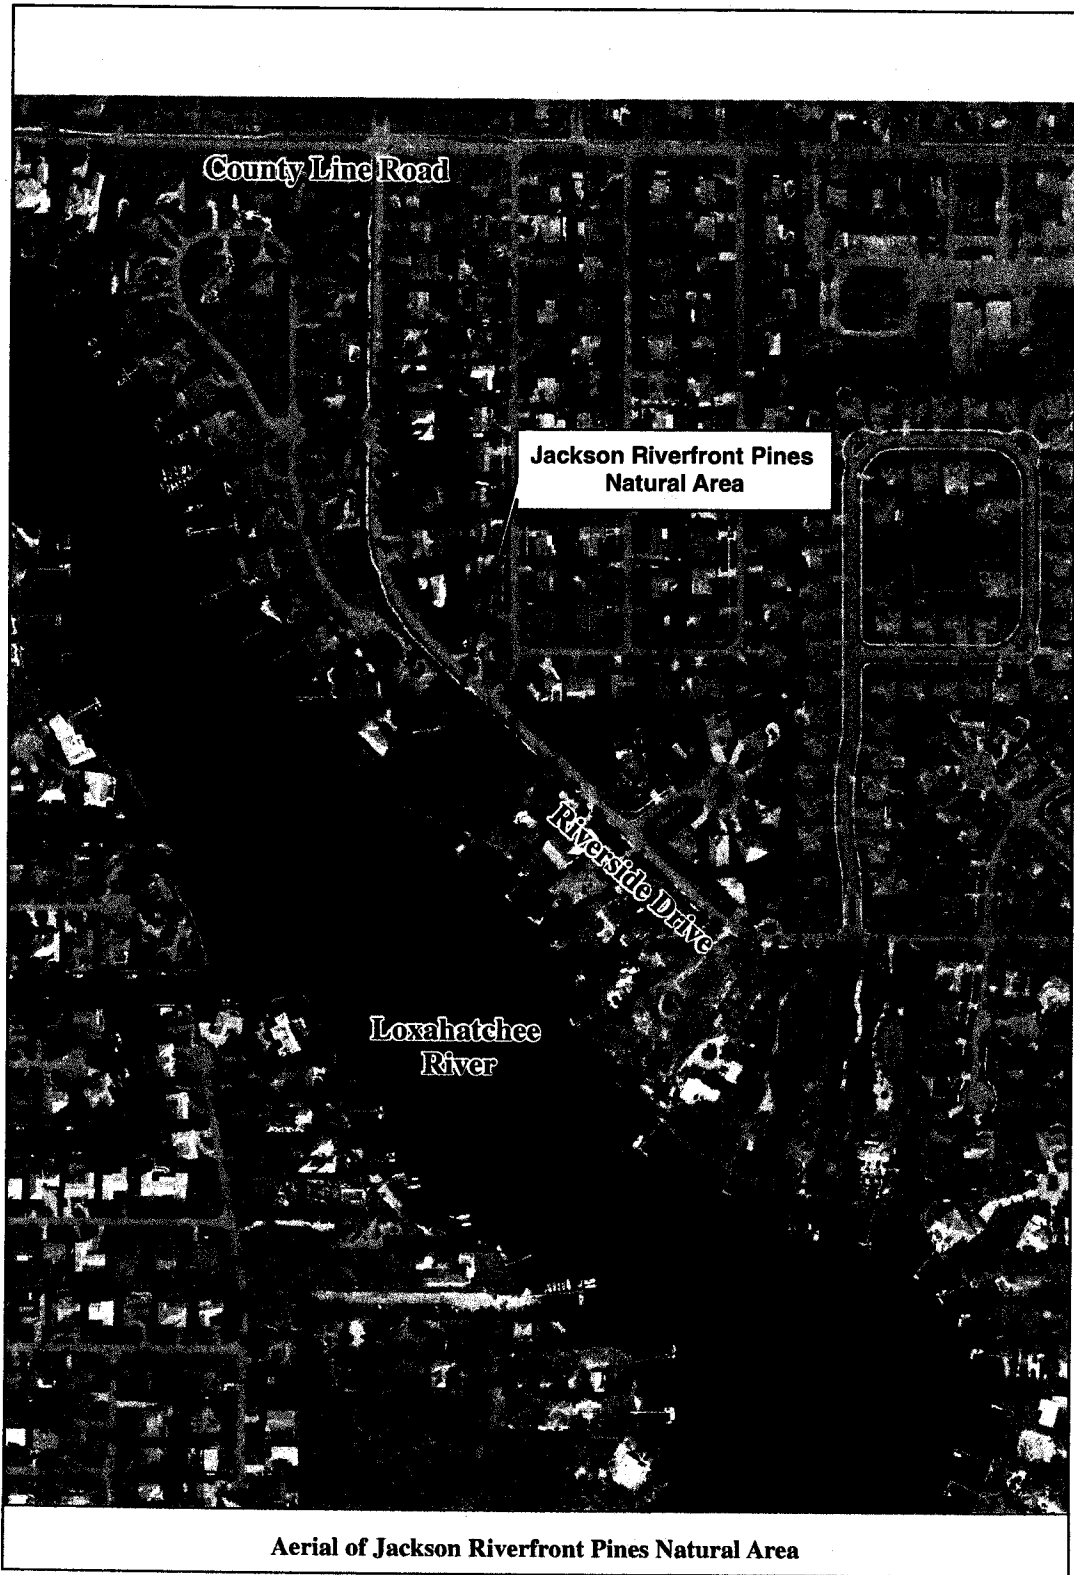 County Line Road
Jackson Riverfront Pines
Natural Area
Riverside Drive
Loxahatchee
River
Aerial of Jackson Riverfront Pines Natural Area